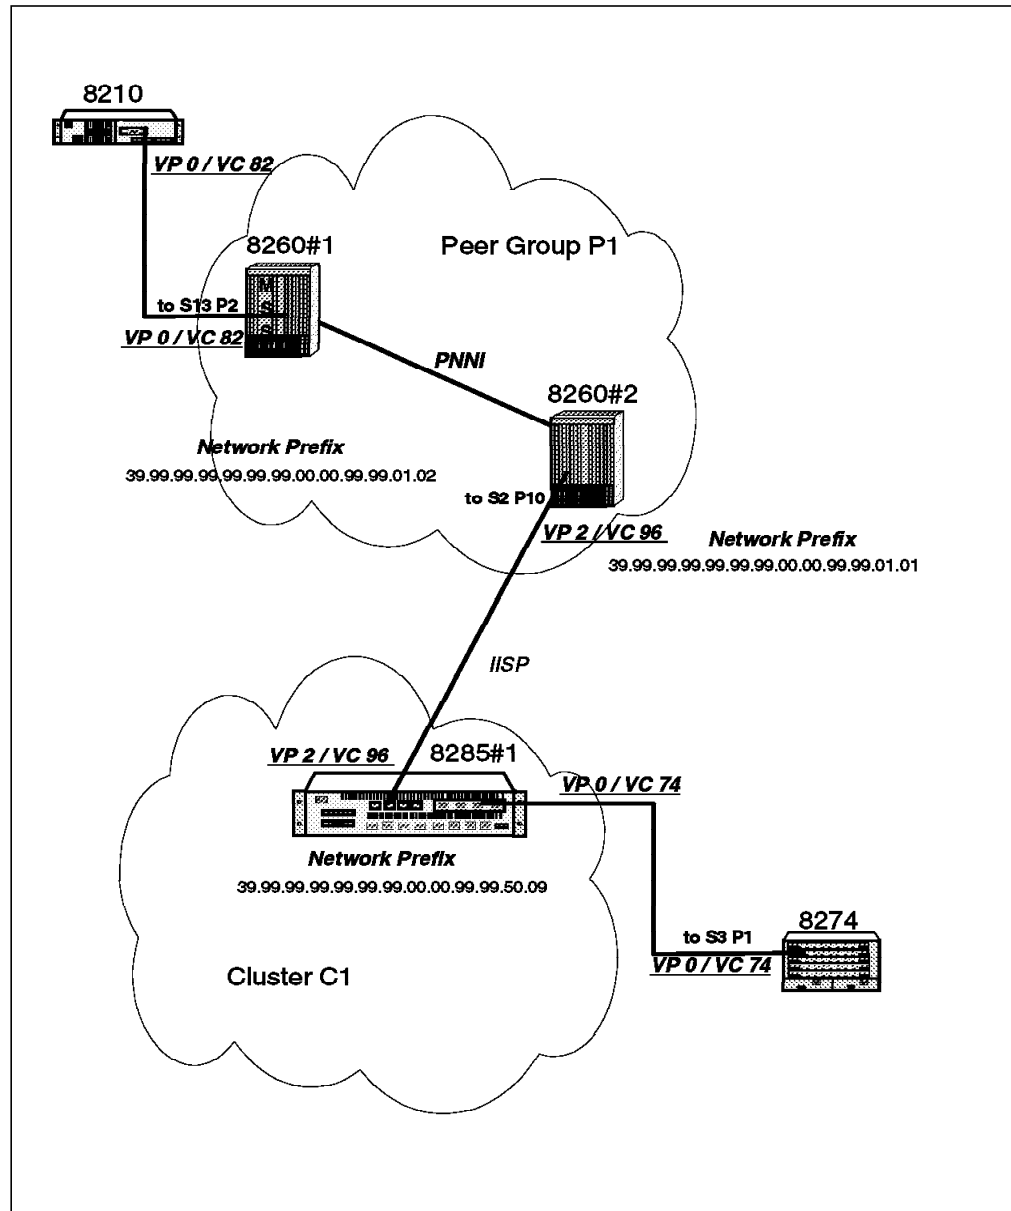 8210
VP 0 / VC 82
Peer Group P1
8260#1
M
S
S
to S13 P2
VP 0 / VC 82
PNNI
8260#2
Network Prefix
39.99.99.99.99.99.99.00.00.99.99.01.02
to S2 P10
VP 2 / VC 96
Network Prefix
39.99.99.99.99.99.99.00.00.99.99.01.01
IISP
VP 2 / VC 96
8285#1
VP 0 / VC 74
Network Prefix
39.99.99.99.99.99.99.00.00.99.99.50.09
8274
to S3 P1
VP 0 / VC 74
Cluster C1